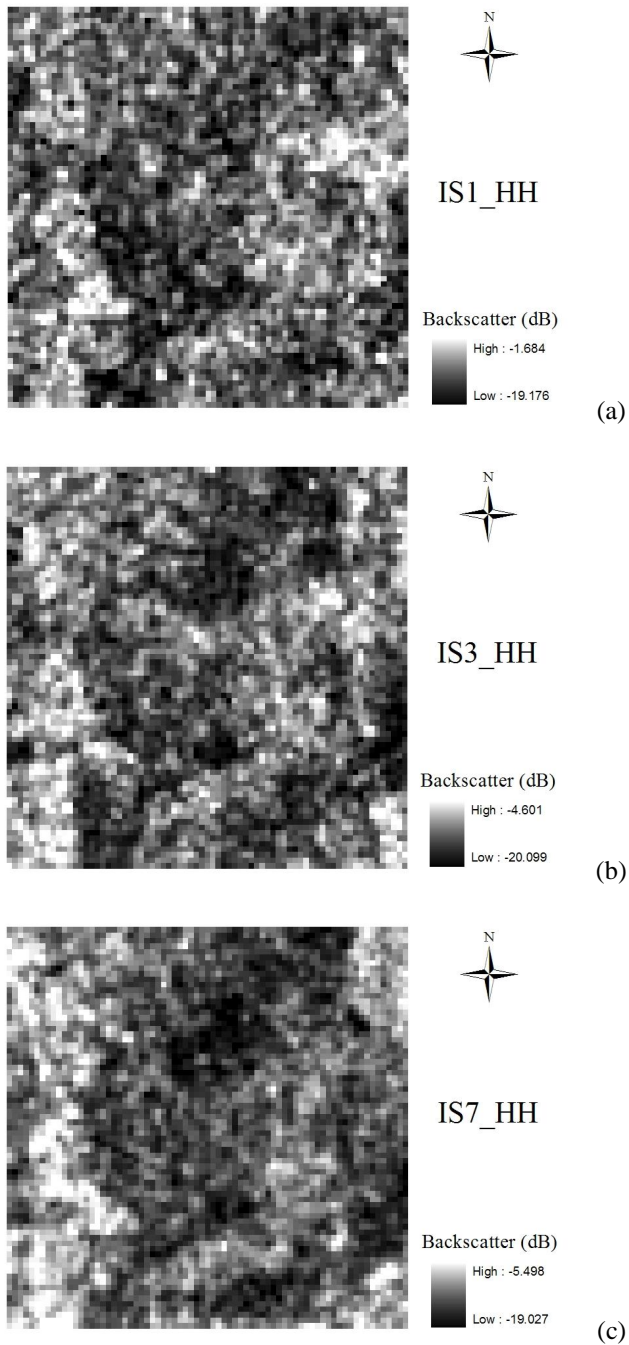 N
IS1_HH
Backscatter (dB)
High : -1.684
Low : -19.176
(a)
N
IS3_HH
Backscatter (dB)
High : -4.601
Low : -20.099
(b)
N
IS7_HH
Backscatter (dB)
High : -5.498
Low : -19.027
(c)